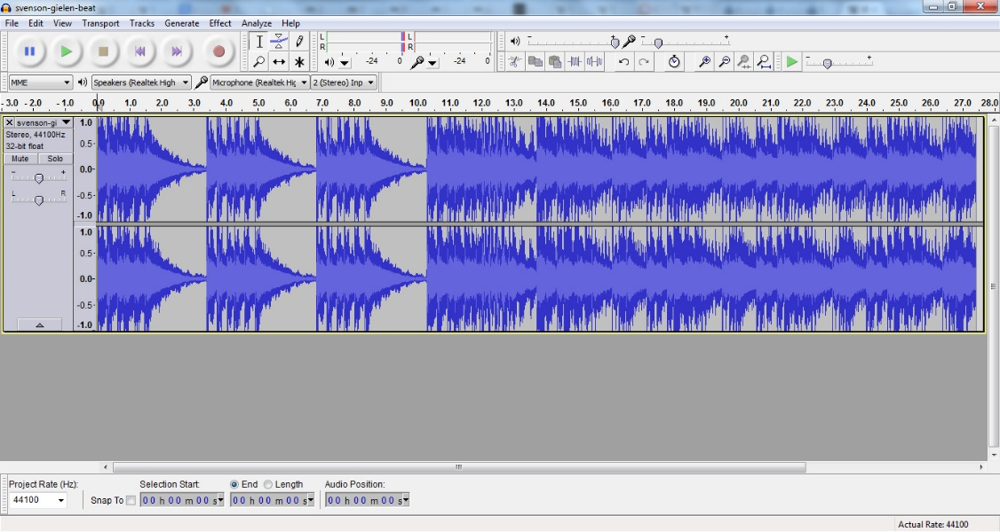 svenson-gielen-beat
File Edit View Transport Tracks Generate Effect Analyze Help
L L
R R
-24 0 -24 0
MME Speakers (Realtek High Microphone (Realtek Hig 2 (Stereo) Inp
- 3.0 - 2.0 - 1.0 0.0 1.0 2.0 3.0 4.0 5.0 6.0 7.0 8.0 9.0 10.0 11.0 12.0 13.0 14.0 15.0 16.0 17.0 18.0 19.0 20.0 21.0 22.0 23.0 24.0 25.0 26.0 27.0 28.0
X svenson-gi 1.0
Stereo, 44100Hz
32-bit float 0.5-
Mute Solo
- + 0.0-
L R
-0.5-
-1.0
1.0
0.5-
0.0-
-0.5-
-1.0
Project Rate (Hz): Selection Start: End Length Audio Position:
44100 Snap To 00 h 00 m 00 s 00 h 00 m 00 s 00 h 00 m 00 s
Actual Rate: 44100